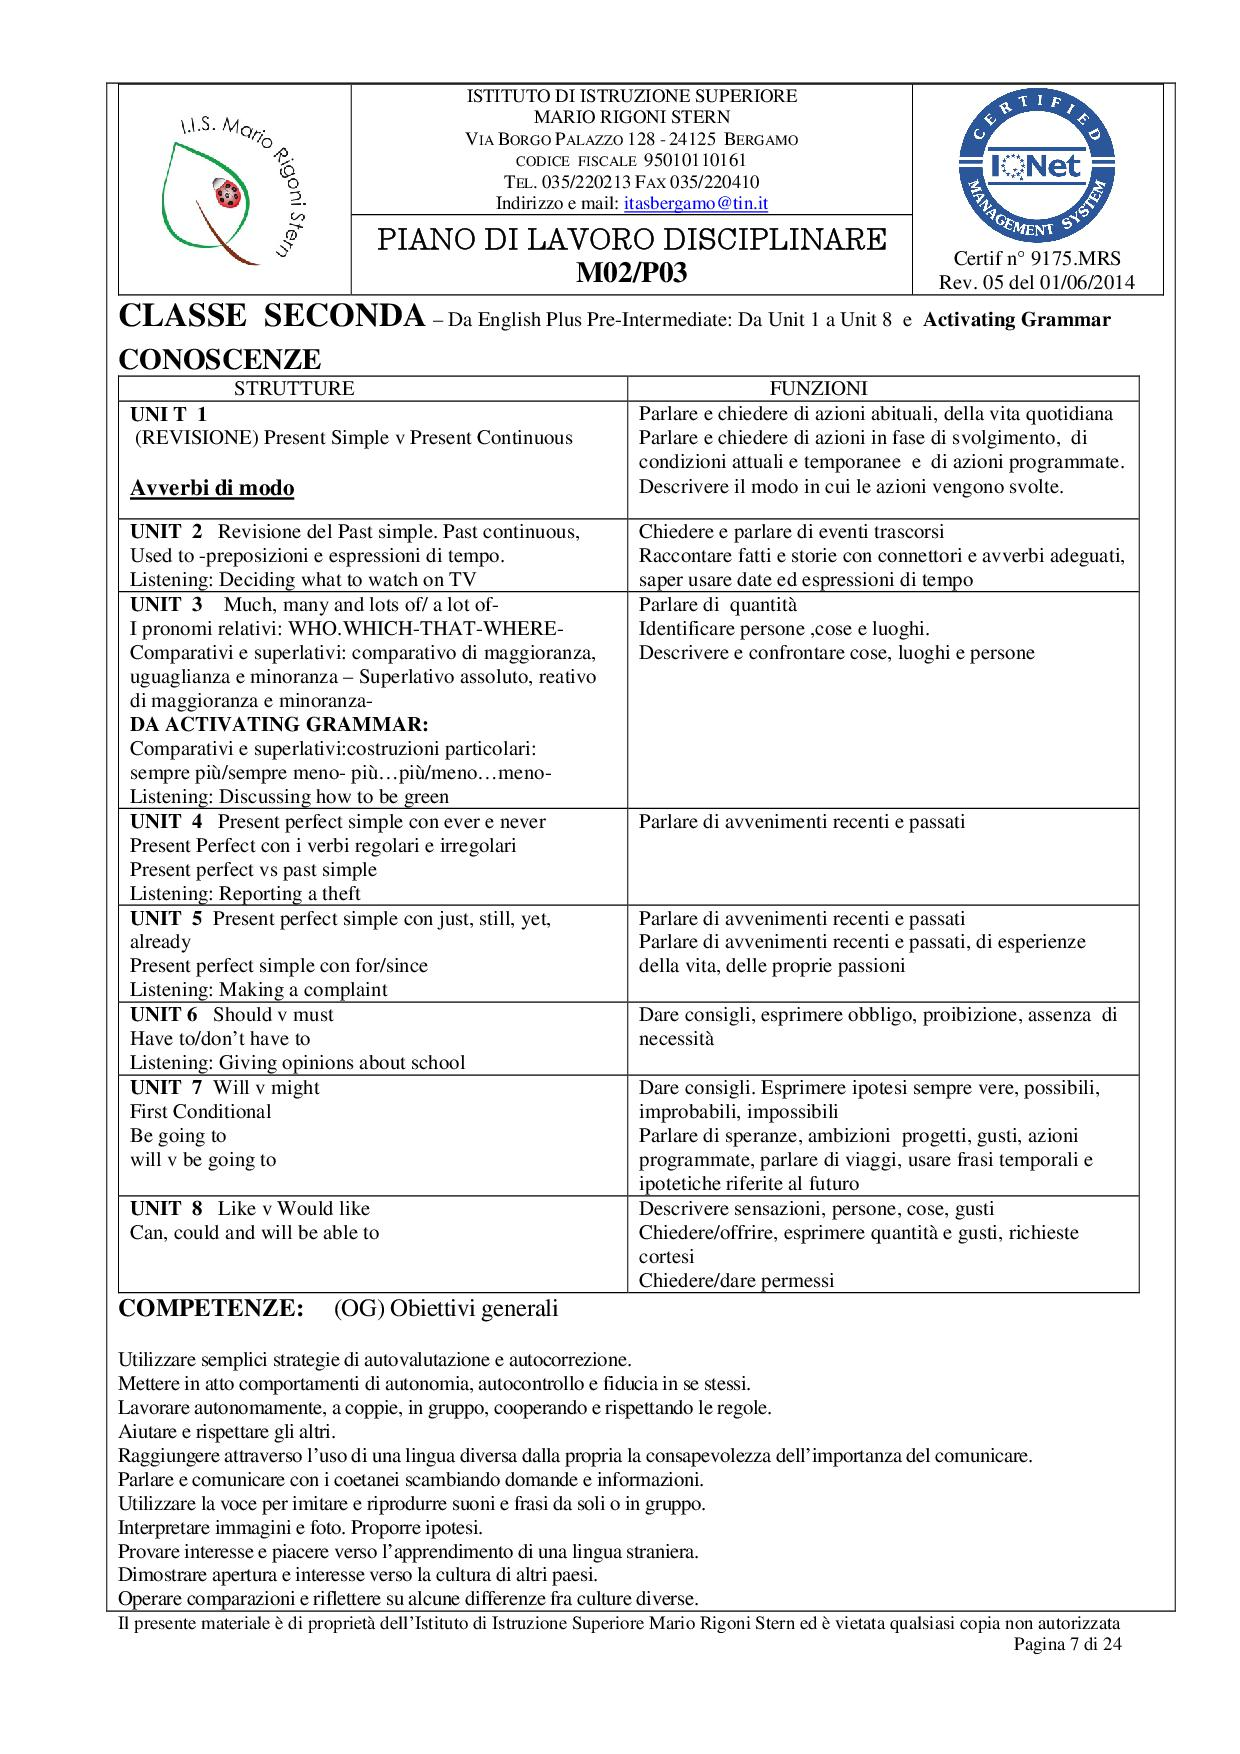 I.I.S. Mario Rigoni Stern
ISTITUTO DI ISTRUZIONE SUPERIORE
MARIO RIGONI STERN
VIA BORGO PALAZZO 128 - 24125 BERGAMO
CODICE FISCALE 95010110161
TEL. 035/220213 FAX 035/220410
Indirizzo e mail: itasbergamo@tin.it
PIANO DI LAVORO DISCIPLINARE
M02/P03
CERTIFIED
IQNet
MANAGEMENT SYSTEM
Certif n° 9175.MRS
Rev. 05 del 01/06/2014
CLASSE SECONDA – Da English Plus Pre-Intermediate: Da Unit 1 a Unit 8 e Activating Grammar
CONOSCENZE
STRUTTURE
FUNZIONI
UNI T 1
(REVISIONE) Present Simple v Present Continuous
Avverbi di modo
Parlare e chiedere di azioni abituali, della vita quotidiana
Parlare e chiedere di azioni in fase di svolgimento, di
condizioni attuali e temporanee e di azioni programmate.
Descrivere il modo in cui le azioni vengono svolte.
UNIT 2 Revisione del Past simple. Past continuous,
Used to -preposizioni e espressioni di tempo.
Listening: Deciding what to watch on TV
Chiedere e parlare di eventi trascorsi
Raccontare fatti e storie con connettori e avverbi adeguati,
saper usare date ed espressioni di tempo
UNIT 3 Much, many and lots of/ a lot of-
I pronomi relativi: WHO.WHICH-THAT-WHERE-
Comparativi e superlativi: comparativo di maggioranza,
uguaglianza e minoranza – Superlativo assoluto, reativo
di maggioranza e minoranza-
DA ACTIVATING GRAMMAR:
Comparativi e superlativi:costruzioni particolari:
sempre più/sempre meno- più…più/meno…meno-
Listening: Discussing how to be green
Parlare di quantità
Identificare persone ,cose e luoghi.
Descrivere e confrontare cose, luoghi e persone
UNIT 4 Present perfect simple con ever e never
Present Perfect con i verbi regolari e irregolari
Present perfect vs past simple
Listening: Reporting a theft
Parlare di avvenimenti recenti e passati
UNIT 5 Present perfect simple con just, still, yet,
already
Present perfect simple con for/since
Listening: Making a complaint
Parlare di avvenimenti recenti e passati
Parlare di avvenimenti recenti e passati, di esperienze
della vita, delle proprie passioni
UNIT 6 Should v must
Have to/don’t have to
Listening: Giving opinions about school
Dare consigli, esprimere obbligo, proibizione, assenza di
necessità
UNIT 7 Will v might
First Conditional
Be going to
will v be going to
Dare consigli. Esprimere ipotesi sempre vere, possibili,
improbabili, impossibili
Parlare di speranze, ambizioni progetti, gusti, azioni
programmate, parlare di viaggi, usare frasi temporali e
ipotetiche riferite al futuro
UNIT 8 Like v Would like
Can, could and will be able to
Descrivere sensazioni, persone, cose, gusti
Chiedere/offrire, esprimere quantità e gusti, richieste
cortesi
Chiedere/dare permessi
COMPETENZE: (OG) Obiettivi generali
Utilizzare semplici strategie di autovalutazione e autocorrezione.
Mettere in atto comportamenti di autonomia, autocontrollo e fiducia in se stessi.
Lavorare autonomamente, a coppie, in gruppo, cooperando e rispettando le regole.
Aiutare e rispettare gli altri.
Raggiungere attraverso l’uso di una lingua diversa dalla propria la consapevolezza dell’importanza del comunicare.
Parlare e comunicare con i coetanei scambiando domande e informazioni.
Utilizzare la voce per imitare e riprodurre suoni e frasi da soli o in gruppo.
Interpretare immagini e foto. Proporre ipotesi.
Provare interesse e piacere verso l’apprendimento di una lingua straniera.
Dimostrare apertura e interesse verso la cultura di altri paesi.
Operare comparazioni e riflettere su alcune differenze fra culture diverse.
Il presente materiale è di proprietà dell’Istituto di Istruzione Superiore Mario Rigoni Stern ed è vietata qualsiasi copia non autorizzata
Pagina 7 di 24